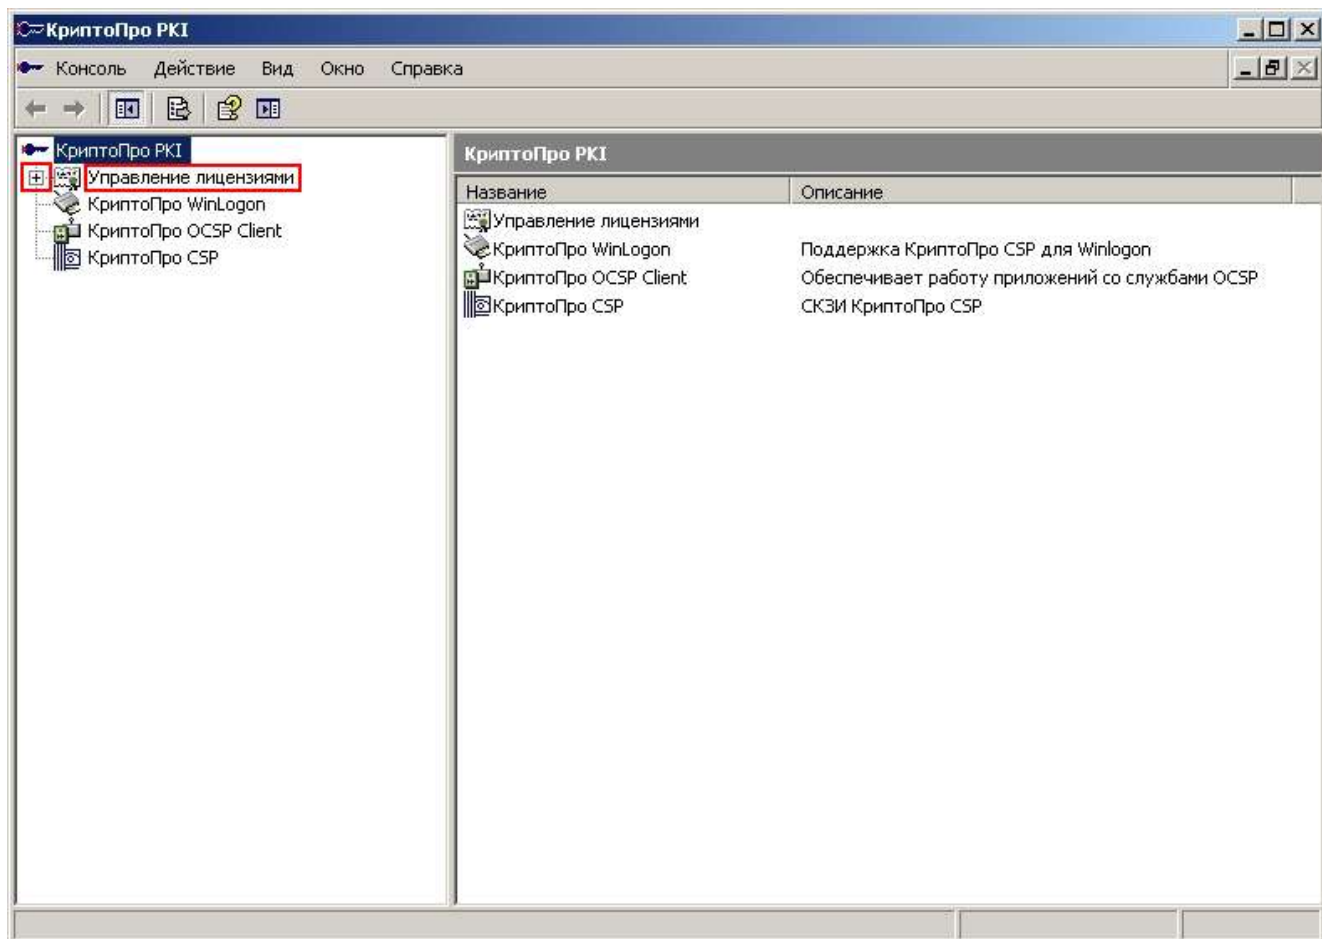 КриптоПро PKI
Консоль Действие Вид Окно Справка
КриптоПро PKI
Управление лицензиями
КриптоПро WinLogon
КриптоПро OCSP Client
КриптоПро CSP
КриптоПро PKI
Название Описание
Управление лицензиями
КриптоПро WinLogon Поддержка КриптоПро CSP для Winlogon
КриптоПро OCSP Client Обеспечивает работу приложений со службами OCSP
КриптоПро CSP СКЗИ КриптоПро CSP